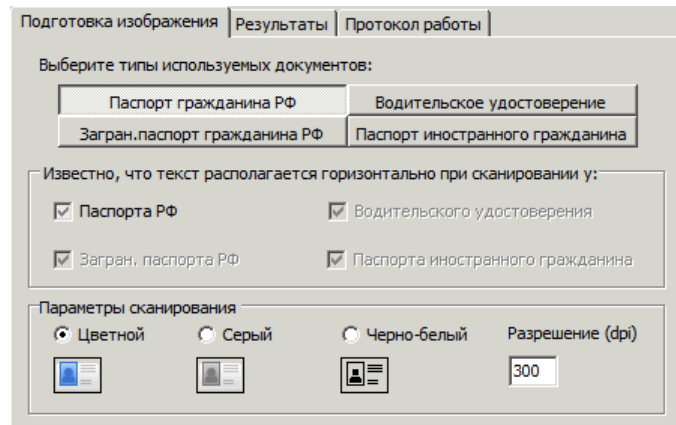 Подготовка изображения Результаты Протокол работы
Выберите типы используемых документов:
Паспорт гражданина РФ Водительское удостоверение
Загран.паспорт гражданина РФ Паспорт иностранного гражданина
Известно, что текст располагается горизонтально при сканировании у:
Паспорта РФ Водительского удостоверения
Загран. паспорта РФ Паспорта иностранного гражданина
Параметры сканирования
Цветной Серый Черно-белый Разрешение (dpi)
300